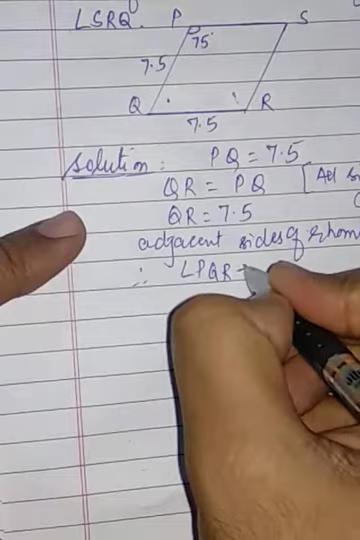 ∠SRQ. P S
75°
7.5
Q R
7.5
Solution: PQ = 7.5
QR = PQ [All
QR = 7.5
adjacent sides of rhom
∴ ∠PQR =